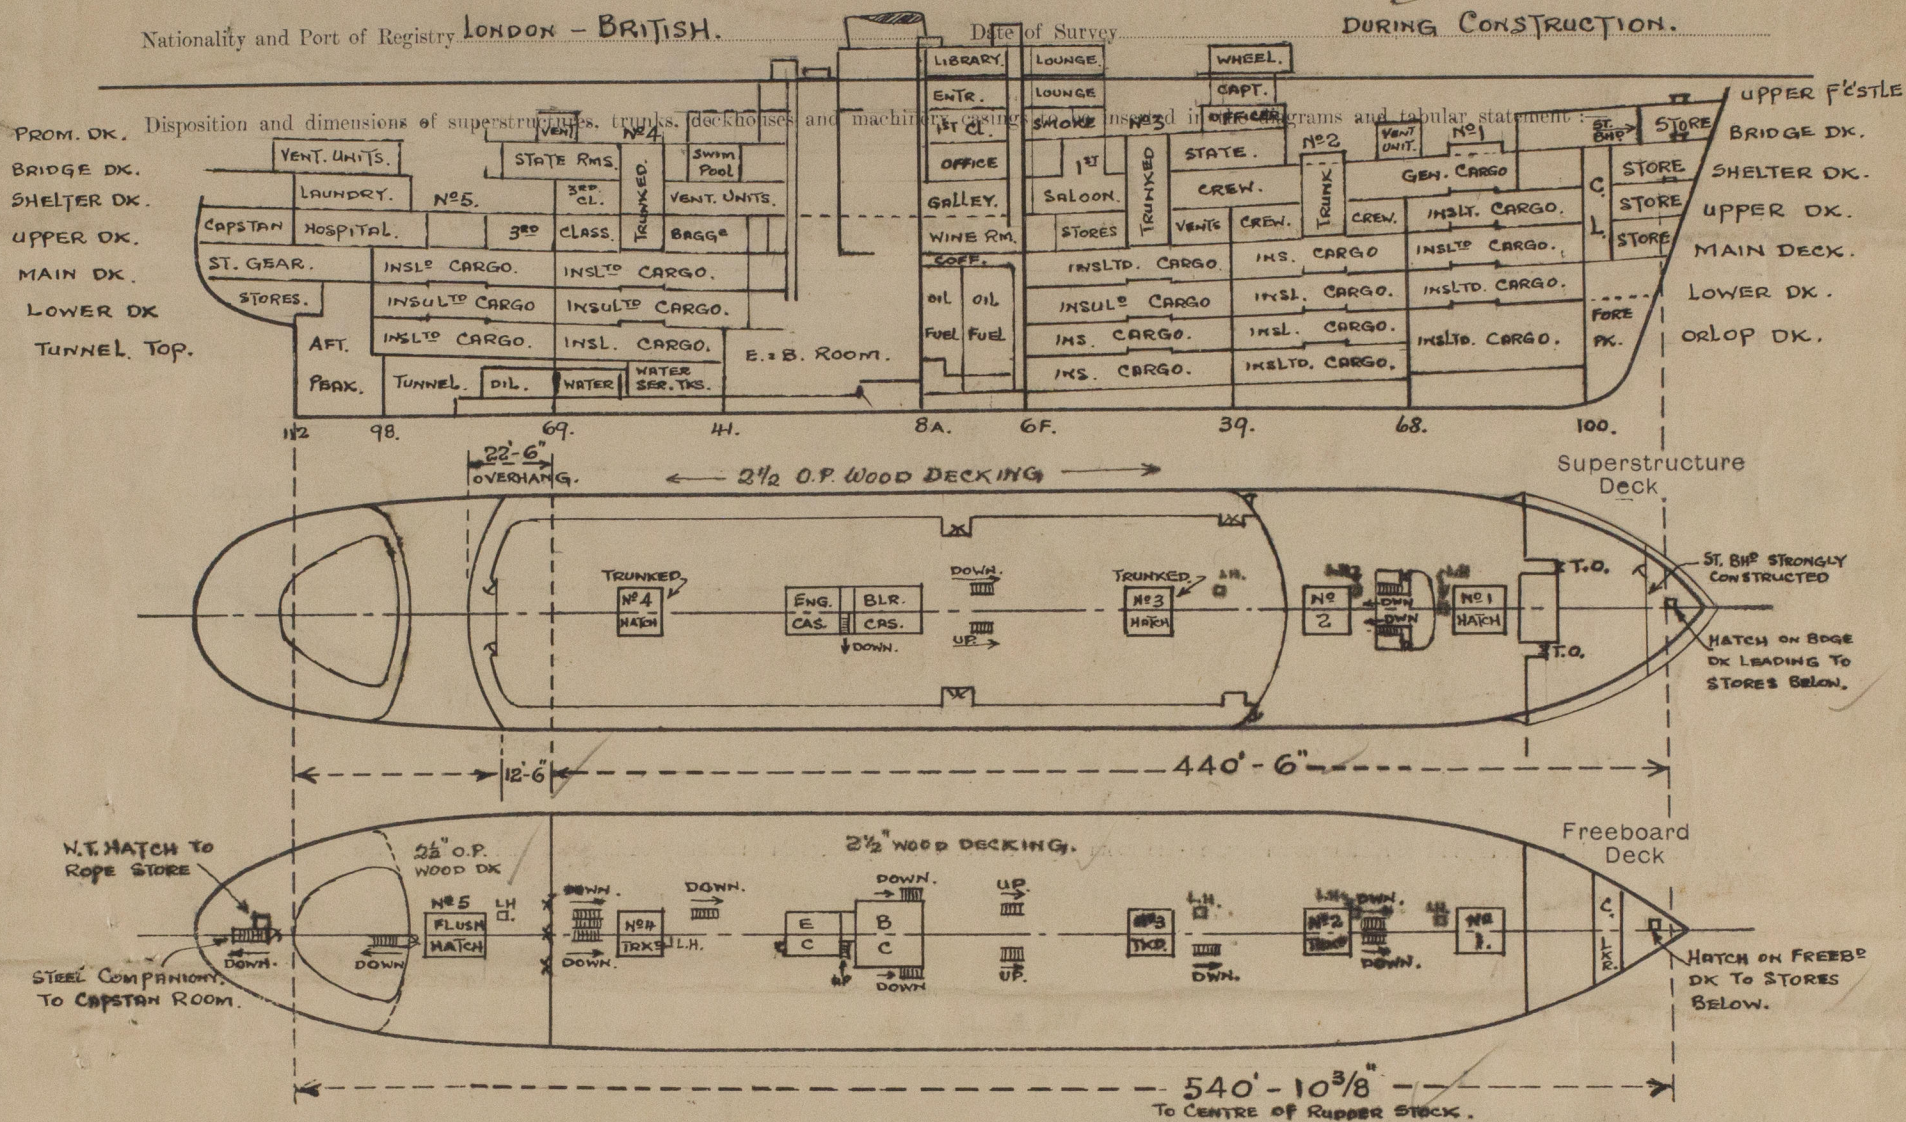 Nationality and Port of Registry LONDON - BRITISH. Date of Survey DURING CONSTRUCTION.
Disposition and dimensions of superstructures, trunks, deckhouses and machinery casings to be inserted in the diagrams and tabular statement :—
LIBRARY. LOUNGE. WHEEL.
ENTR. LOUNGE CAPT.
1ST CL. SMOKE OFFICER
UPPER F'C'STLE
PROM. DK. VENT Nº4 Nº3 Nº2 VENT UNIT. Nº1 ST. BHD STORE BRIDGE DK.
BRIDGE DK. VENT. UNITS. STATE RMS. SWIM POOL OFFICE 1ST STATE. GEN. CARGO STORE SHELTER DK.
SHELTER DK. LAUNDRY. Nº5. 3RD CL. TRUNKED. VENT. UNITS. GALLEY. SALOON. TRUNKED CREW. TRUNK INSLT. CARGO. C. L. STORE UPPER DK.
UPPER DK. CAPSTAN HOSPITAL. 3RD CLASS. BAGGE WINE RM. STORES VENTS CREW. CREW. INSLTD CARGO. STORE MAIN DECK.
MAIN DK. ST. GEAR. INSLD CARGO. INSLTD CARGO. COFF. INSLTD. CARGO INS. CARGO INSLTD. CARGO. LOWER DK.
LOWER DK STORES. INSULTD CARGO INSULTD CARGO. OIL FUEL OIL FUEL INSULD CARGO INSL. CARGO. FORE PK. ORLOP DK.
TUNNEL. TOP. AFT. PEAK. INSLTD CARGO. INSL. CARGO. E. & B. ROOM. INS. CARGO. INSL. CARGO. INSLTD. CARGO.
TUNNEL. OIL. WATER WATER SER. TKS. INS. CARGO. INSLTD. CARGO.
112 98. 69. 41. 8A. 6F. 39. 68. 100.
22'-6"
OVERHANG.
2½ O.P. WOOD DECKING
Superstructure
Deck
TRUNKED. DOWN. TRUNKED. L.H. T.O. ST. BHD STRONGLY
CONSTRUCTED
Nº4 HATCH ENG. CAS. BLR. CAS. Nº3 HATCH Nº 2 DWN DWN Nº1 HATCH
DOWN. UP. T.O.
HATCH ON BDGE
DK LEADING TO
STORES BELOW.
12'-6" 440'-6"
Freeboard
Deck
W.T. HATCH TO
ROPE STORE
2½" O.P.
WOOD DK
2½" WOOD DECKING.
Nº5 FLUSH HATCH LH DOWN. DOWN. DOWN. UP. L.H. L.H. DWN. L.H.
Nº4 TRKD L.H. E C B C Nº3 TKD. Nº2 Nº 1. C. LKR.
DOWN. DOWN DOWN. UP DOWN UP. DWN. DOWN.
STEEL COMPANION
TO CAPSTAN ROOM.
HATCH ON FREEBD
DK TO STORES
BELOW.
540'-10⅜"
TO CENTRE OF RUDDER STOCK.